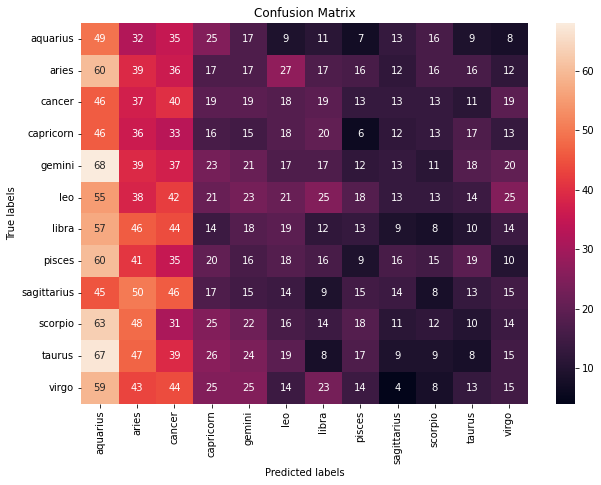 Confusion Matrix
aquarius 49 32 35 25 17 9 11 7 13 16 9 8
aries 60 39 36 17 17 27 17 16 12 16 16 12
cancer 46 37 40 19 19 18 19 13 13 13 11 19
capricorn 46 36 33 16 15 18 20 6 12 13 17 13
gemini 68 39 37 23 21 17 17 12 13 11 18 20
leo 55 38 42 21 23 21 25 18 13 13 14 25
libra 57 46 44 14 18 19 12 13 9 8 10 14
pisces 60 41 35 20 16 18 16 9 16 15 19 10
sagittarius 45 50 46 17 15 14 9 15 14 8 13 15
scorpio 63 48 31 25 22 16 14 18 11 12 10 14
taurus 67 47 39 26 24 19 8 17 9 9 8 15
virgo 59 43 44 25 25 14 23 14 4 8 13 15
aquarius aries cancer capricorn gemini leo libra pisces sagittarius scorpio taurus virgo
Predicted labels
True labels
60
50
40
30
20
10